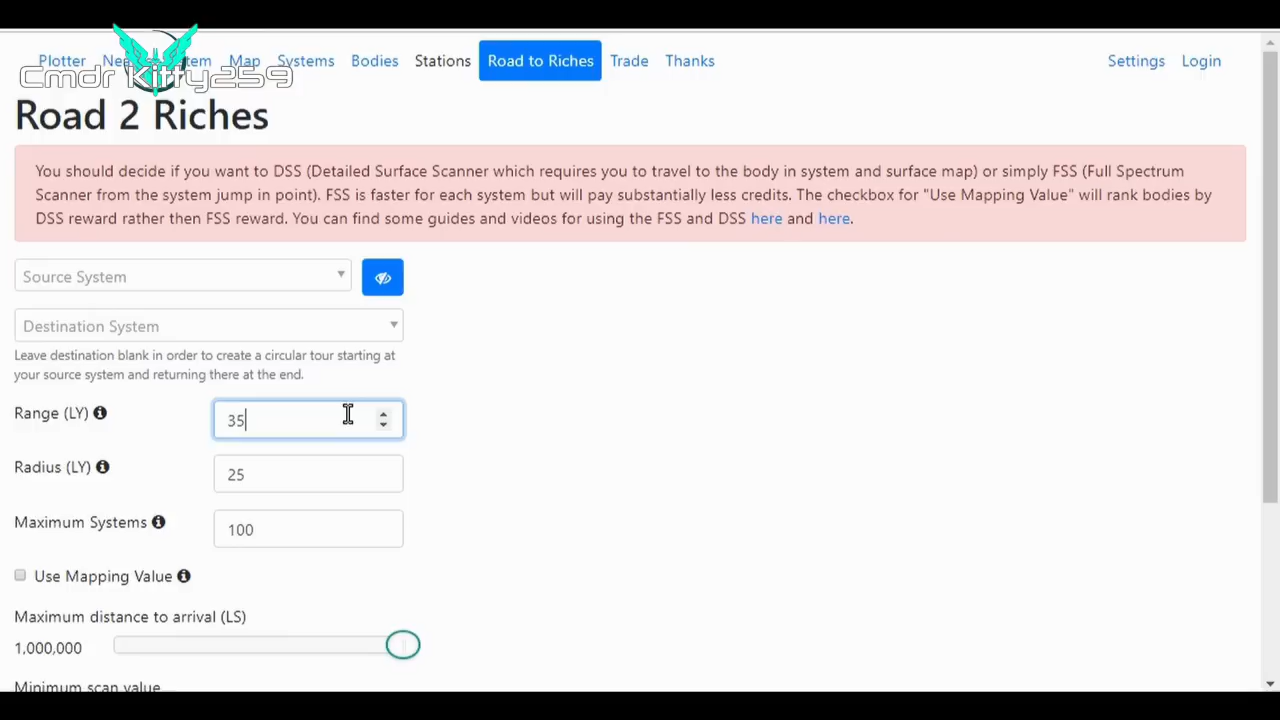 Plotter
Map
Systems
Bodies
Stations
Road to Riches
Trade
Thanks
Settings
Login
Cmdr Kitty259
Road 2 Riches
You should decide if you want to DSS (Detailed Surface Scanner which requires you to travel to the body in system and surface map) or simply FSS (Full Spectrum
Scanner from the system jump in point). FSS is faster for each system but will pay substantially less credits. The checkbox for "Use Mapping Value" will rank bodies by
DSS reward rather then FSS reward. You can find some guides and videos for using the FSS and DSS here and here.
Source System
Destination System
Leave destination blank in order to create a circular tour starting at
your source system and returning there at the end.
Range (LY)
35
Radius (LY)
25
Maximum Systems
100
Use Mapping Value
Maximum distance to arrival (LS)
1,000,000
Minimum scan value